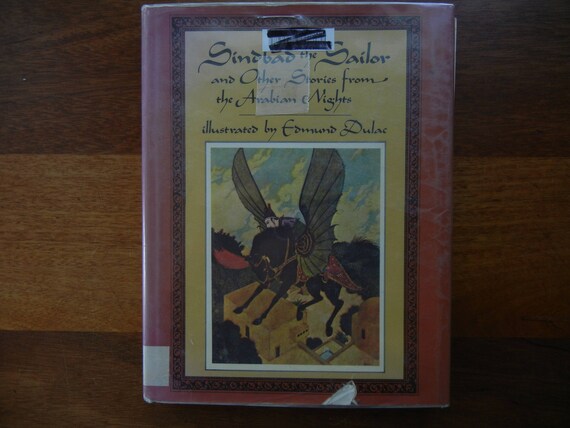 Sindbad the Sailor
and Other Stories from
the Arabian Nights
illustrated by Edmund Dulac